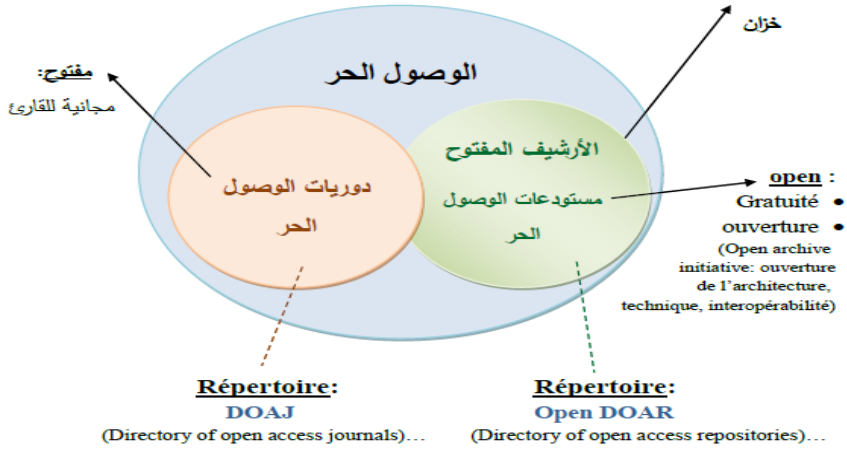 خزان
الوصول الحر
مفتوح:
مجانية للقارئ
الأرشيف المفتوح
مستودعات الوصول
الحر
دوريات الوصول
الحر
open :
Gratuité •
ouverture •
(Open archive
initiative: ouverture
de l’architecture,
technique, interopérabilité)
Répertoire:
DOAJ
(Directory of open access journals)…
Répertoire:
Open DOAR
(Directory of open access repositories)…